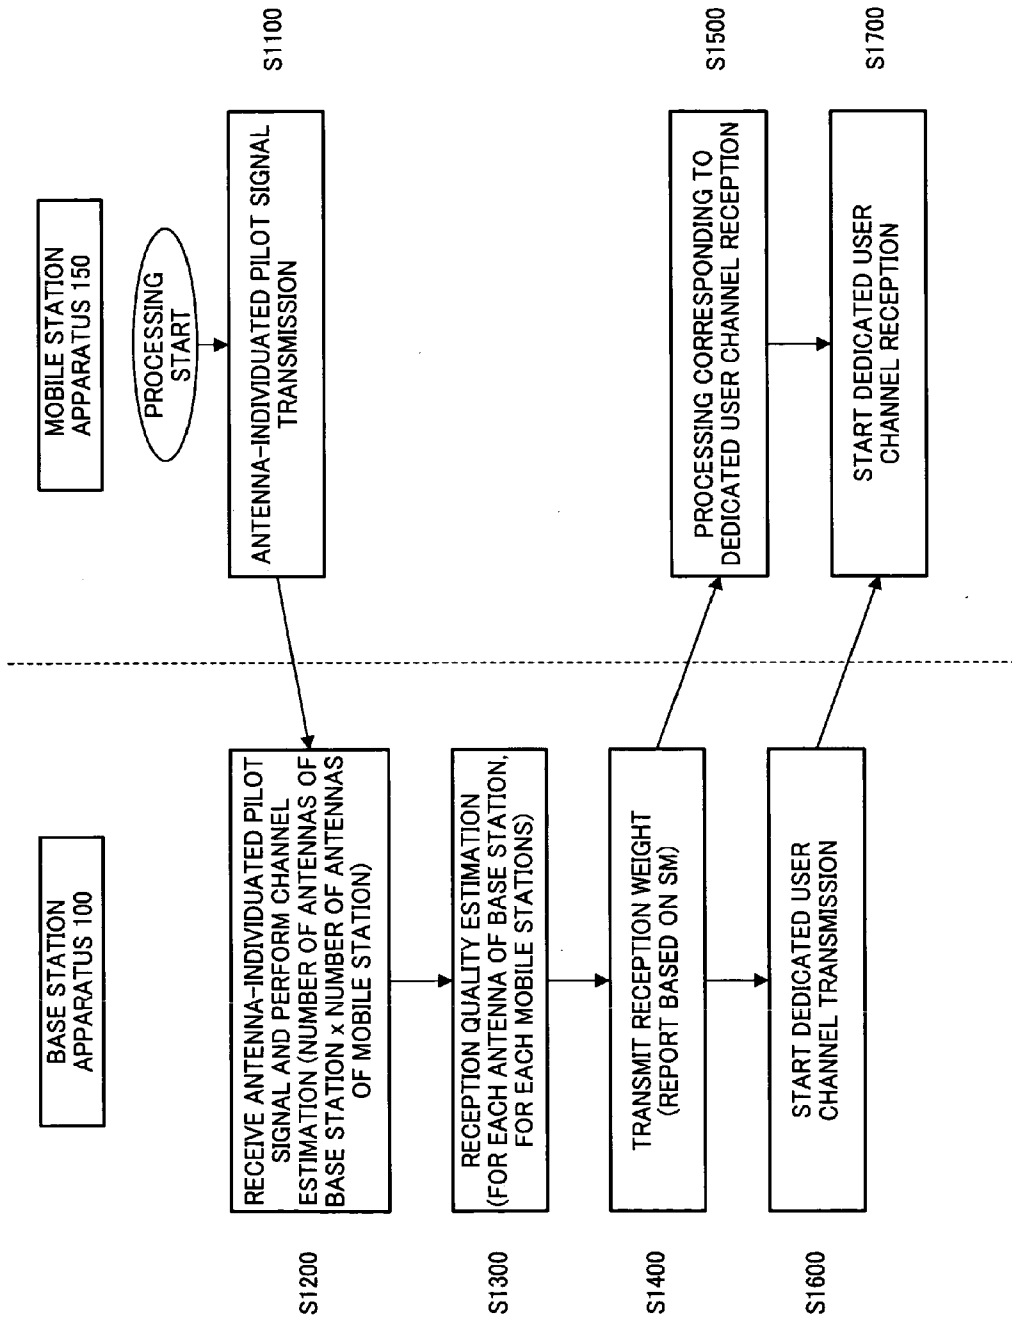 BASE STATION
APPARATUS 100
MOBILE STATION
APPARATUS 150
PROCESSING
START
ANTENNA-INDIVIDUATED PILOT SIGNAL
TRANSMISSION
S1100
S1200
RECEIVE ANTENNA-INDIVIDUATED PILOT
SIGNAL AND PERFORM CHANNEL
ESTIMATION (NUMBER OF ANTENNAS OF
BASE STATION x NUMBER OF ANTENNAS
OF MOBILE STATION)
S1300
RECEPTION QUALITY ESTIMATION
(FOR EACH ANTENNA OF BASE STATION,
FOR EACH MOBILE STATIONS)
S1400
TRANSMIT RECEPTION WEIGHT
(REPORT BASED ON SM)
PROCESSING CORRESPONDING TO
DEDICATED USER CHANNEL RECEPTION
S1500
S1600
START DEDICATED USER
CHANNEL TRANSMISSION
START DEDICATED USER
CHANNEL RECEPTION
S1700